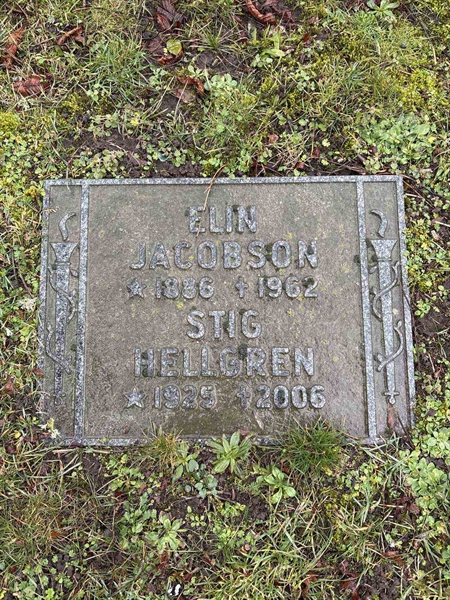 ELIN
JACOBSON
★ 1886 ✝ 1962
STIG
HELLGREN
★ 1925 ✝ 2006